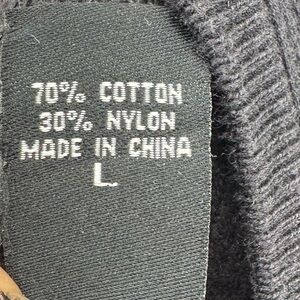 70% COTTON
30% NYLON
MADE IN CHINA
L